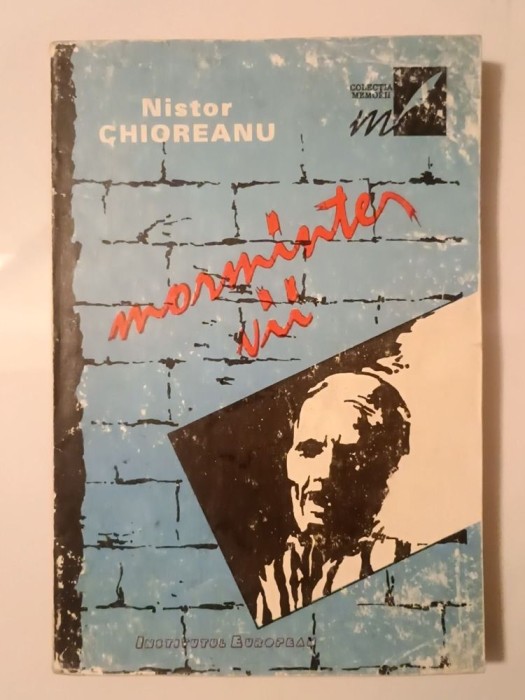 Nistor
CHIOREANU
COLECȚIA
MEMORII
m
morminte
vii
INSTITUTUL EUROPEAN